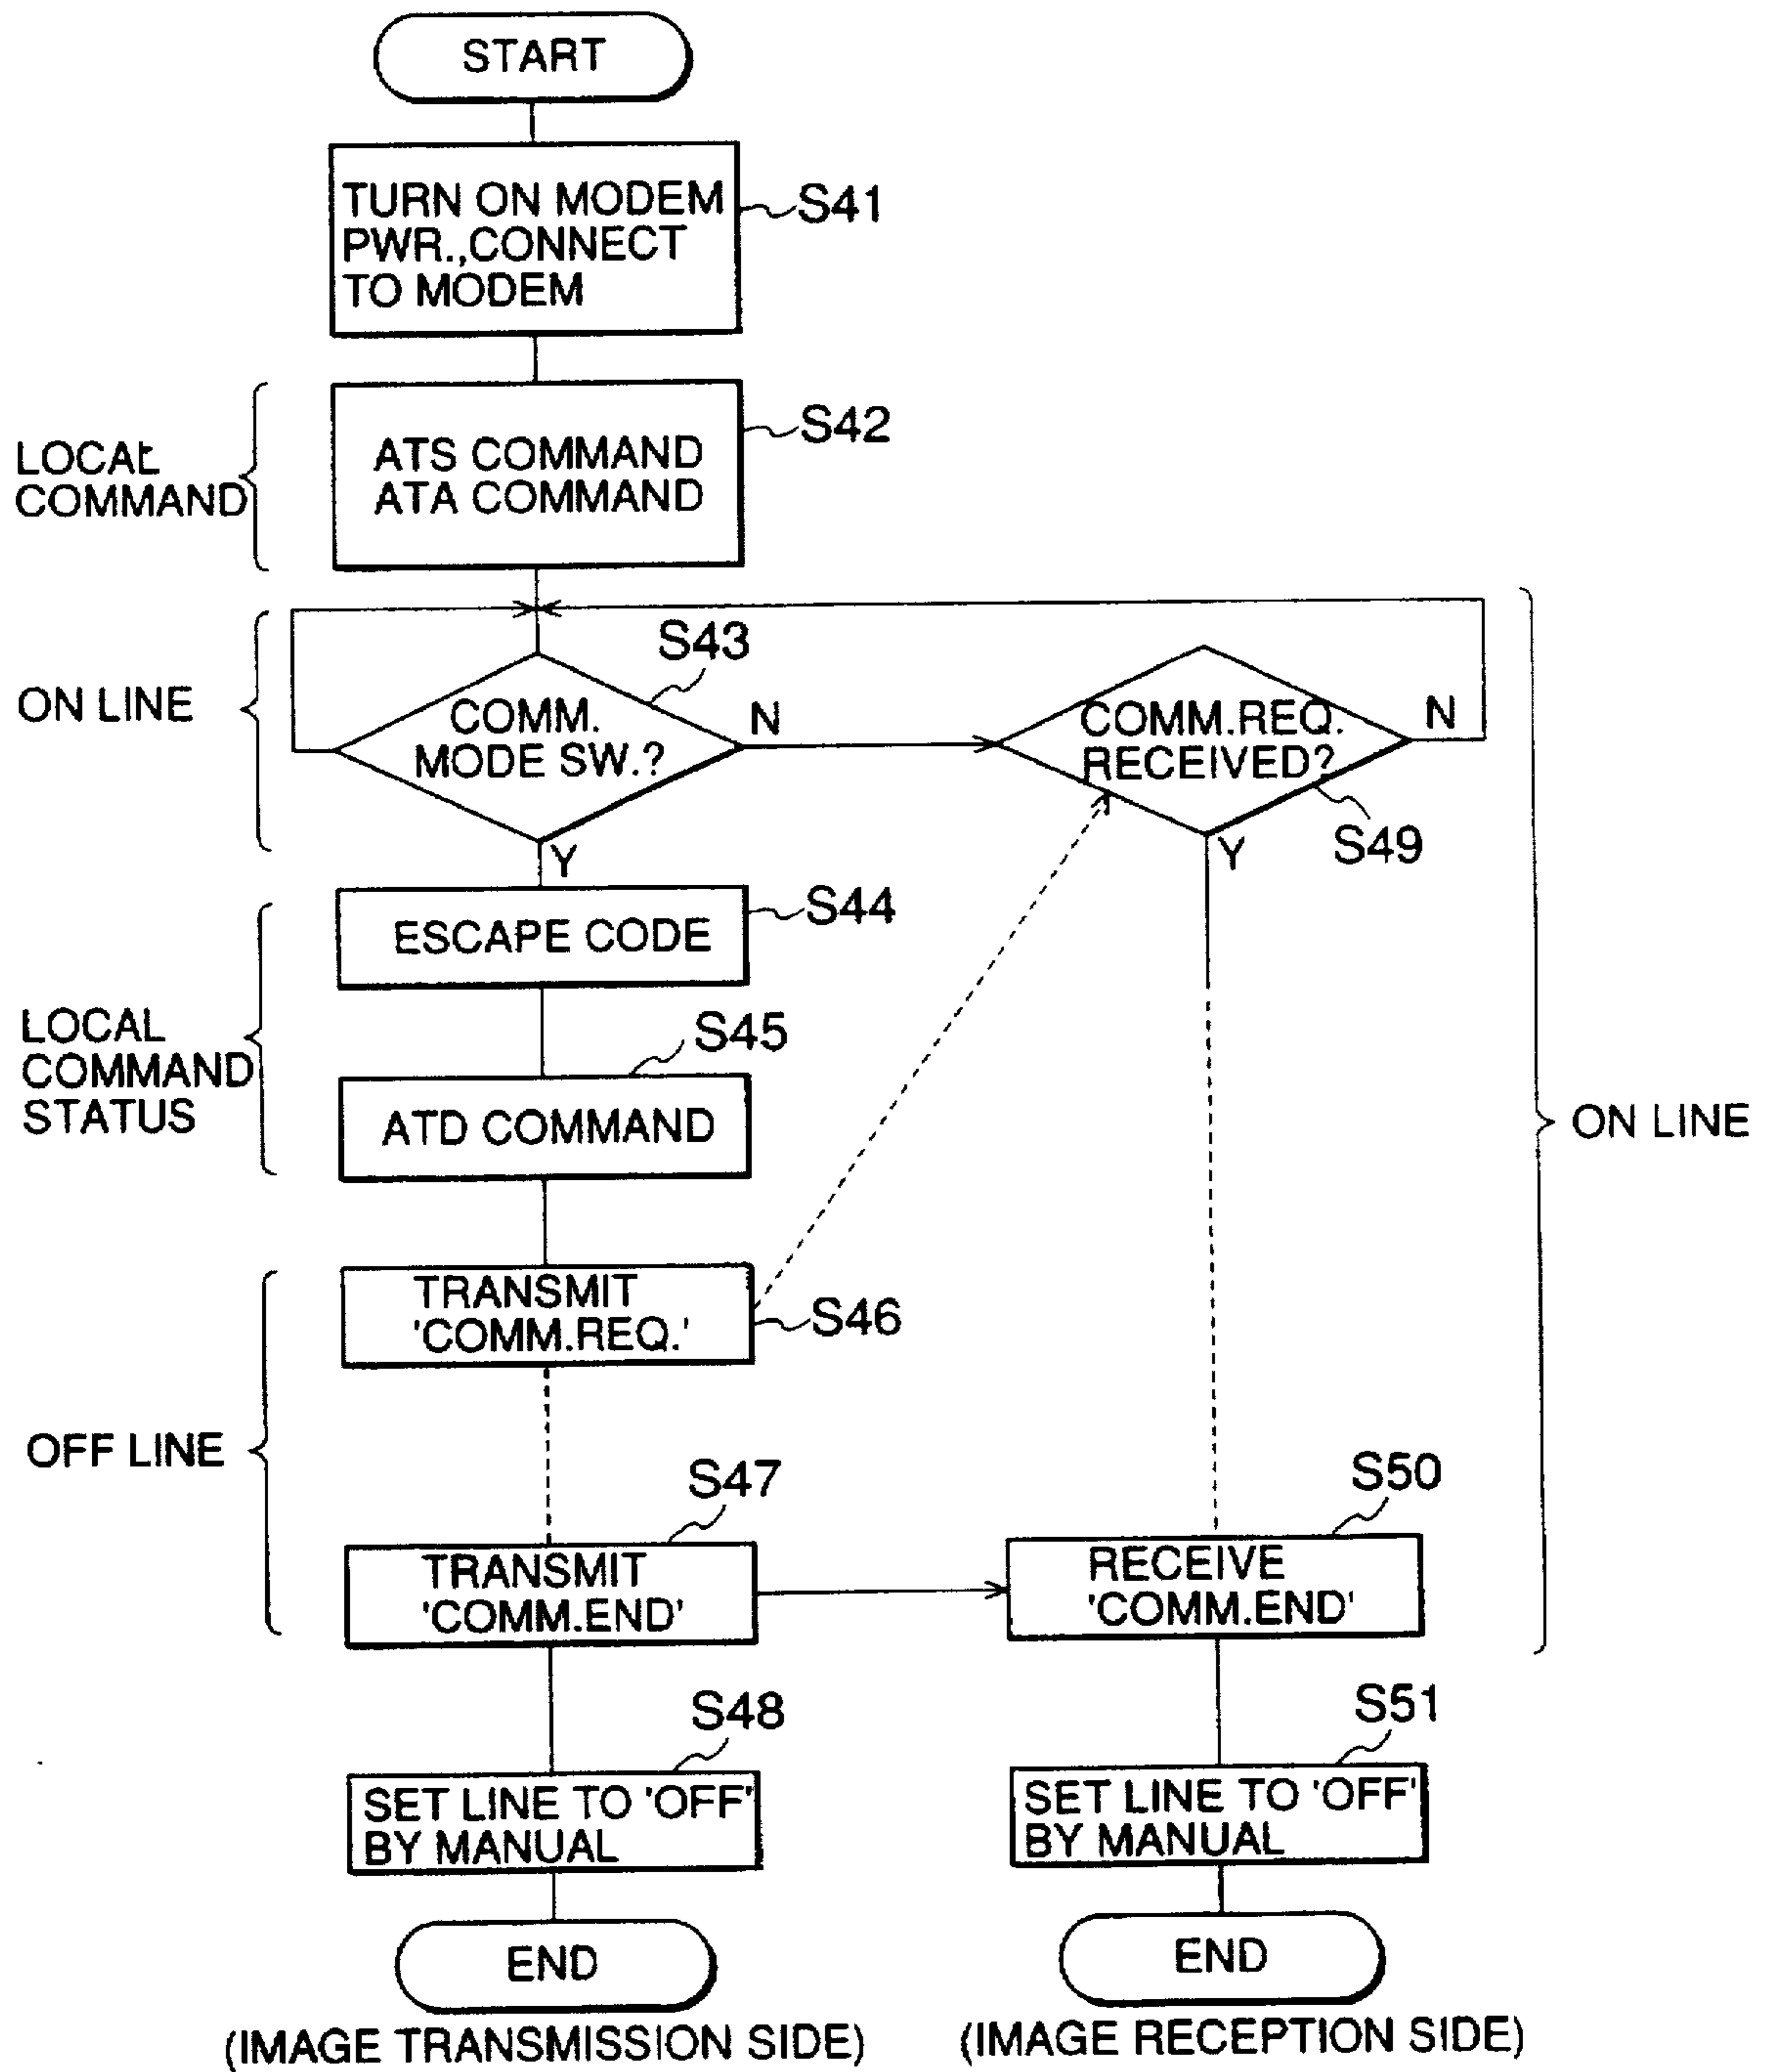 START
TURN ON MODEM
PWR.,CONNECT
TO MODEM
S41
LOCAL
COMMAND
ATS COMMAND
ATA COMMAND
S42
ON LINE
S43
COMM.
MODE SW.?
N
Y
COMM.REQ.
RECEIVED?
N
S49
Y
LOCAL
COMMAND
STATUS
ESCAPE CODE
S44
S45
ATD COMMAND
ON LINE
OFF LINE
TRANSMIT
'COMM.REQ.'
S46
S47
TRANSMIT
'COMM.END'
S50
RECEIVE
'COMM.END'
S48
SET LINE TO 'OFF'
BY MANUAL
S51
SET LINE TO 'OFF'
BY MANUAL
END
END
(IMAGE TRANSMISSION SIDE)
(IMAGE RECEPTION SIDE)